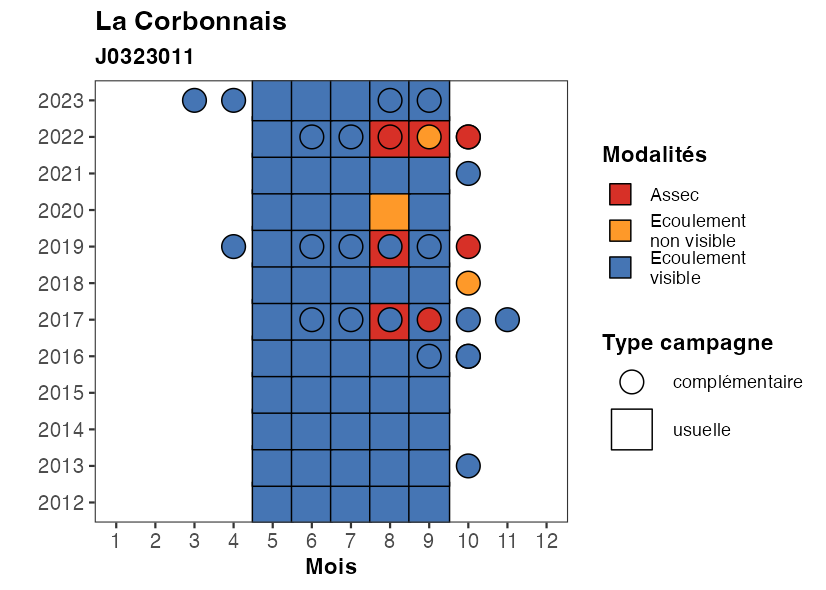 La Corbonnais
J0323011
2023
2022
2021
2020
2019
2018
2017
2016
2015
2014
2013
2012
1 2 3 4 5 6 7 8 9 10 11 12
Mois
Modalités
Assec
Ecoulement
non visible
Ecoulement
visible
Type campagne
complémentaire
usuelle